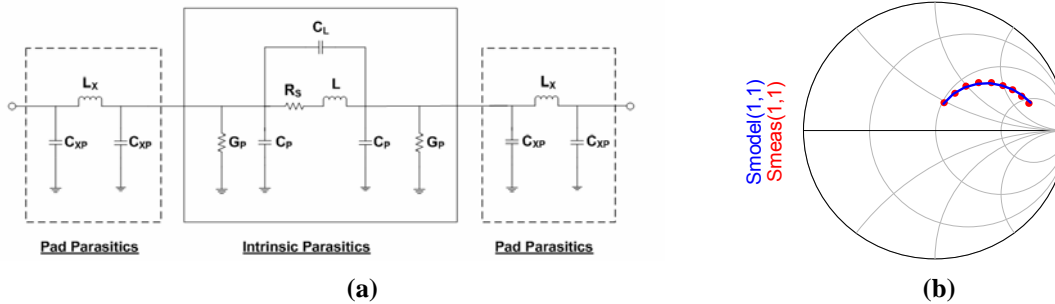 C_L
L_X
R_S
L
L_X
C_XP
C_XP
G_P
C_P
C_P
G_P
C_XP
C_XP
Pad Parasitics
Intrinsic Parasitics
Pad Parasitics
(a)
Smodel(1,1)
Smeas(1,1)
(b)